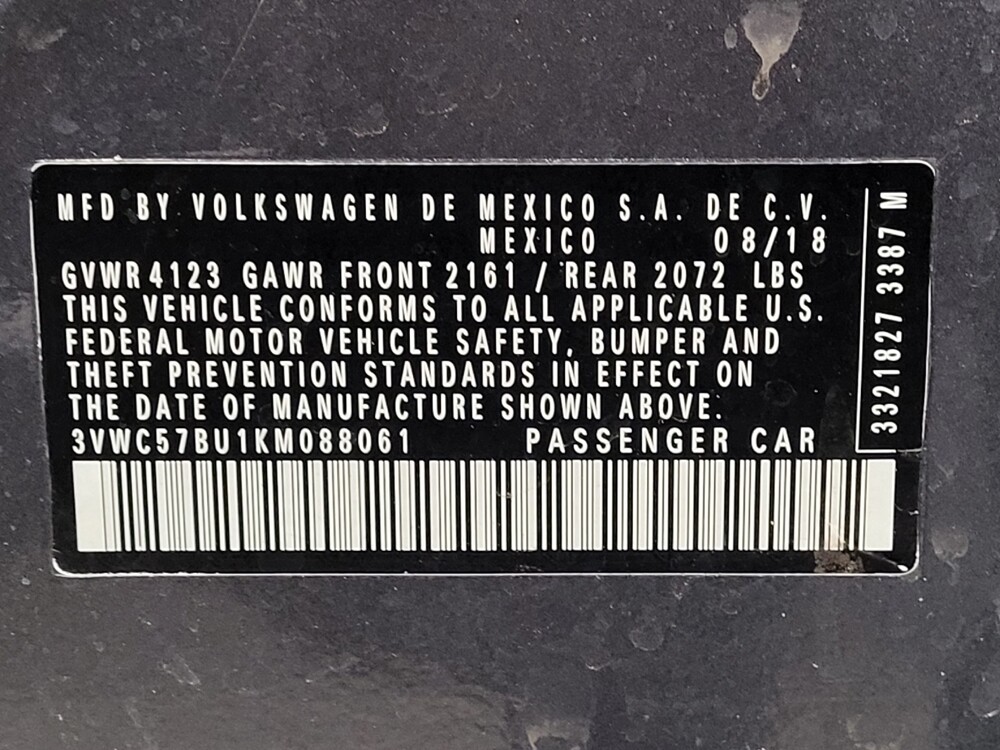 MFD BY VOLKSWAGEN DE MEXICO S.A. DE C.V.
MEXICO 08/18
GVWR 4123 GAWR FRONT 2161 / REAR 2072 LBS
THIS VEHICLE CONFORMS TO ALL APPLICABLE U.S.
FEDERAL MOTOR VEHICLE SAFETY, BUMPER AND
THEFT PREVENTION STANDARDS IN EFFECT ON
THE DATE OF MANUFACTURE SHOWN ABOVE.
3VWC57BU1KM088061 PASSENGER CAR
3321827 3387 M